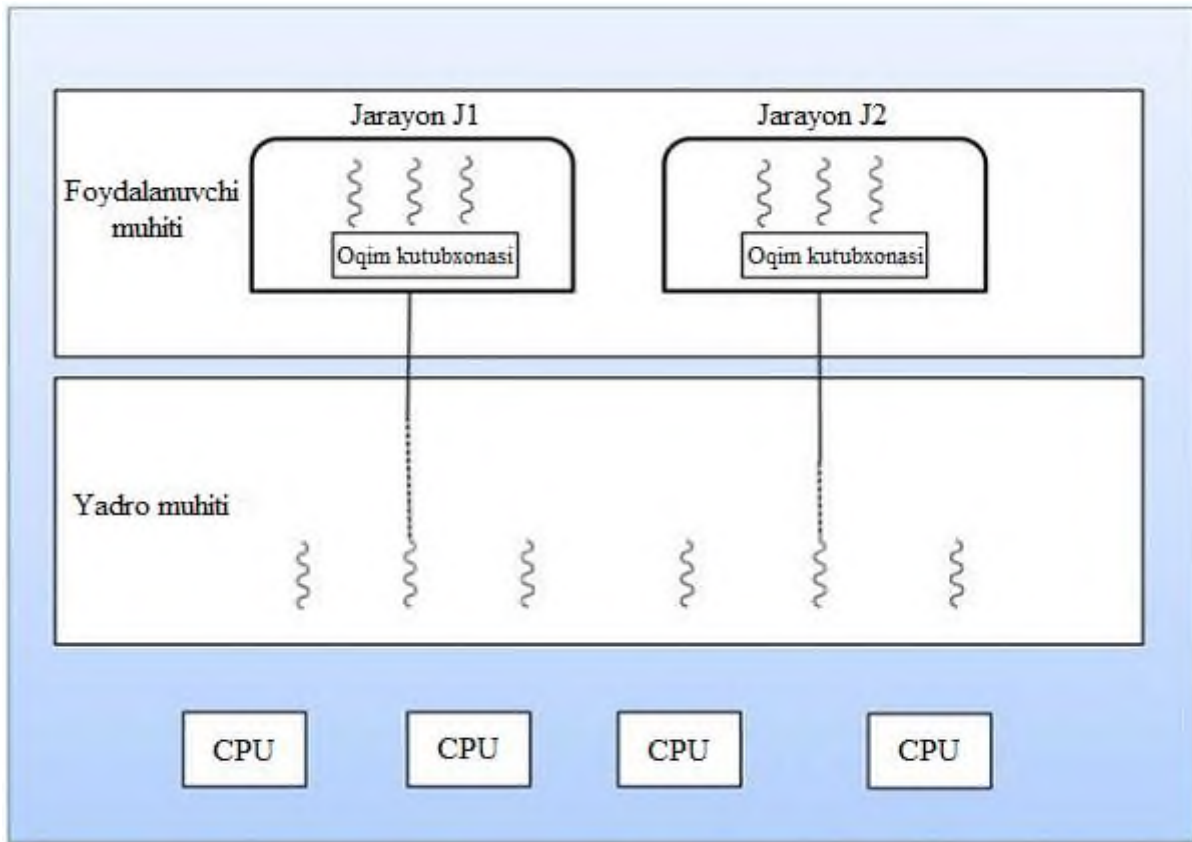 Jarayon J1
Jarayon J2
Foydalanuvchi
muhiti
Oqim kutubxonasi
Oqim kutubxonasi
Yadro muhiti
CPU
CPU
CPU
CPU